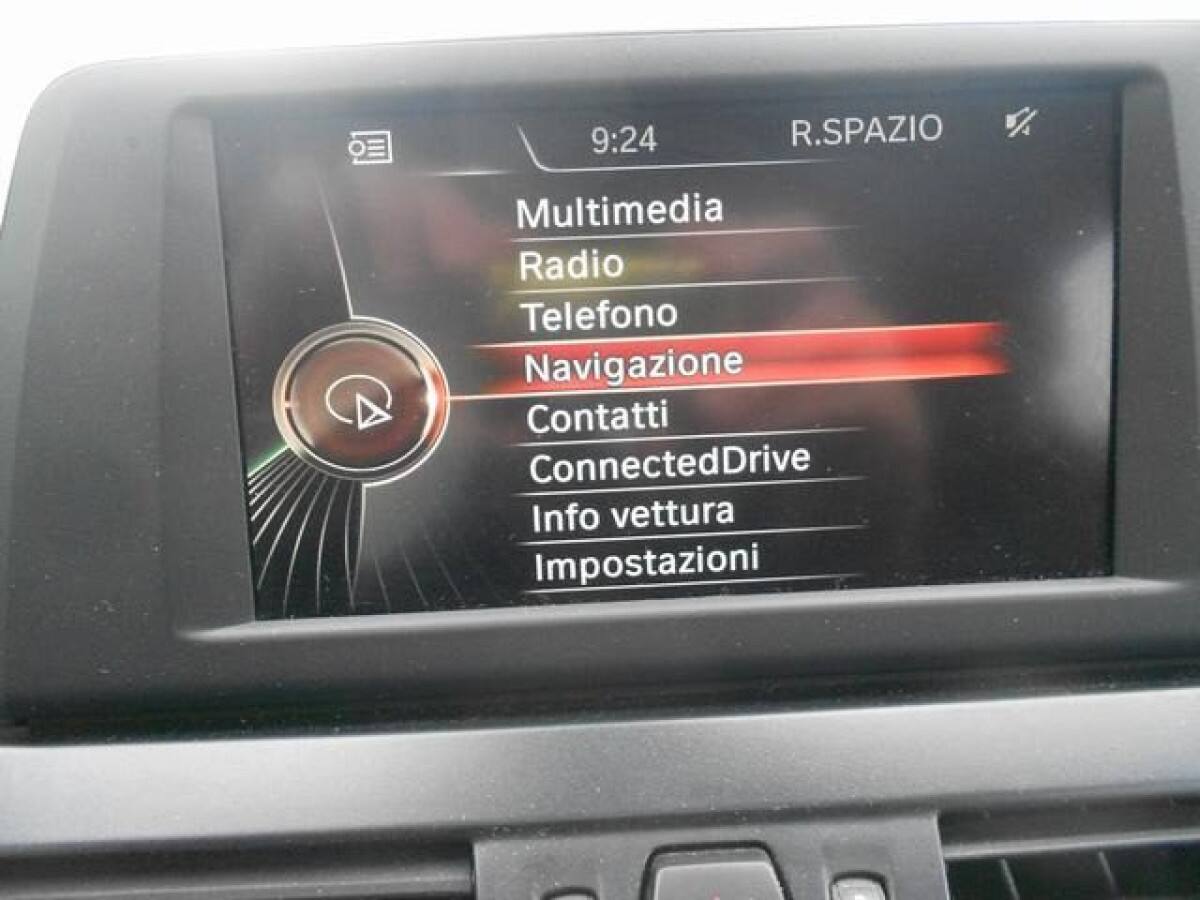 9:24 R.SPAZIO
Multimedia
Radio
Telefono
Navigazione
Contatti
ConnectedDrive
Info vettura
Impostazioni